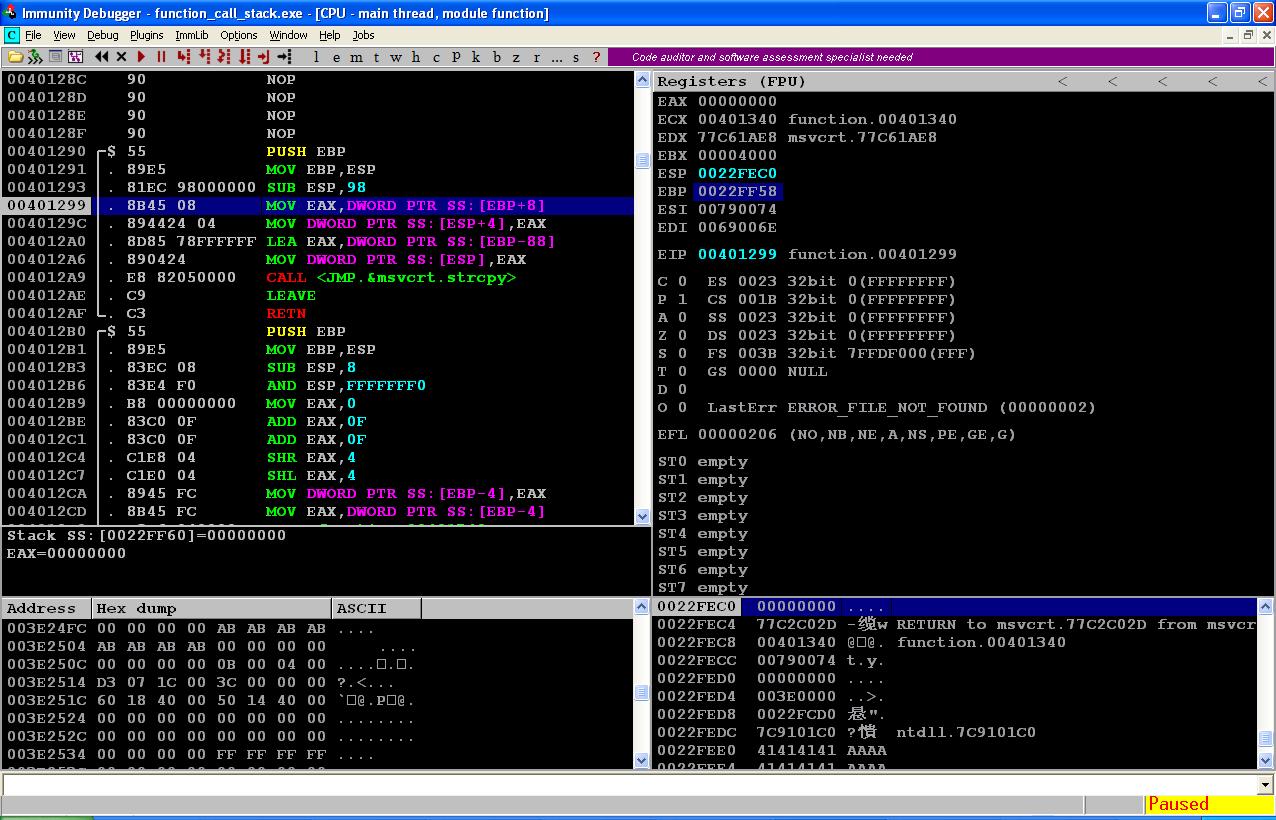 Immunity Debugger - function_call_stack.exe - [CPU - main thread, module function]
C File View Debug Plugins ImmLib Options Window Help Jobs
l e m t w h c P k b z r ... s ? Code auditor and software assessment specialist needed
0040128C 90 NOP
0040128D 90 NOP
0040128E 90 NOP
0040128F 90 NOP
00401290 $ 55 PUSH EBP
00401291 . 89E5 MOV EBP,ESP
00401293 . 81EC 98000000 SUB ESP,98
00401299 . 8B45 08 MOV EAX,DWORD PTR SS:[EBP+8]
0040129C . 894424 04 MOV DWORD PTR SS:[ESP+4],EAX
004012A0 . 8D85 78FFFFFF LEA EAX,DWORD PTR SS:[EBP-88]
004012A6 . 890424 MOV DWORD PTR SS:[ESP],EAX
004012A9 . E8 82050000 CALL <JMP.&msvcrt.strcpy>
004012AE . C9 LEAVE
004012AF . C3 RETN
004012B0 $ 55 PUSH EBP
004012B1 . 89E5 MOV EBP,ESP
004012B3 . 83EC 08 SUB ESP,8
004012B6 . 83E4 F0 AND ESP,FFFFFFF0
004012B9 . B8 00000000 MOV EAX,0
004012BE . 83C0 0F ADD EAX,0F
004012C1 . 83C0 0F ADD EAX,0F
004012C4 . C1E8 04 SHR EAX,4
004012C7 . C1E0 04 SHL EAX,4
004012CA . 8945 FC MOV DWORD PTR SS:[EBP-4],EAX
004012CD . 8B45 FC MOV EAX,DWORD PTR SS:[EBP-4]
Stack SS:[0022FF60]=00000000
EAX=00000000
Registers (FPU) < < < < <
EAX 00000000
ECX 00401340 function.00401340
EDX 77C61AE8 msvcrt.77C61AE8
EBX 00004000
ESP 0022FEC0
EBP 0022FF58
ESI 00790074
EDI 0069006E
EIP 00401299 function.00401299
C 0 ES 0023 32bit 0(FFFFFFFF)
P 1 CS 001B 32bit 0(FFFFFFFF)
A 0 SS 0023 32bit 0(FFFFFFFF)
Z 0 DS 0023 32bit 0(FFFFFFFF)
S 0 FS 003B 32bit 7FFDF000(FFF)
T 0 GS 0000 NULL
D 0
O 0 LastErr ERROR_FILE_NOT_FOUND (00000002)
EFL 00000206 (NO,NB,NE,A,NS,PE,GE,G)
ST0 empty
ST1 empty
ST2 empty
ST3 empty
ST4 empty
ST5 empty
ST6 empty
ST7 empty
Address Hex dump ASCII
003E24FC 00 00 00 00 AB AB AB AB ....
003E2504 AB AB AB AB 00 00 00 00 ....
003E250C 00 00 00 00 0B 00 04 00 ....□.□.
003E2514 D3 07 1C 00 3C 00 00 00 ?.<...
003E251C 60 18 40 00 50 14 40 00 `□@.P□@.
003E2524 00 00 00 00 00 00 00 00 ........
003E252C 00 00 00 00 00 00 00 00 ........
003E2534 00 00 00 00 FF FF FF FF ....
0022FEC0 00000000 ....
0022FEC4 77C2C02D -缆w RETURN to msvcrt.77C2C02D from msvcr
0022FEC8 00401340 @□@. function.00401340
0022FECC 00790074 t.y.
0022FED0 00000000 ....
0022FED4 003E0000 ..>.
0022FED8 0022FCD0 ".
0022FEDC 7C9101C0 ? ntdll.7C9101C0
0022FEE0 41414141 AAAA
0022FEE4 41414141 AAAA
Paused